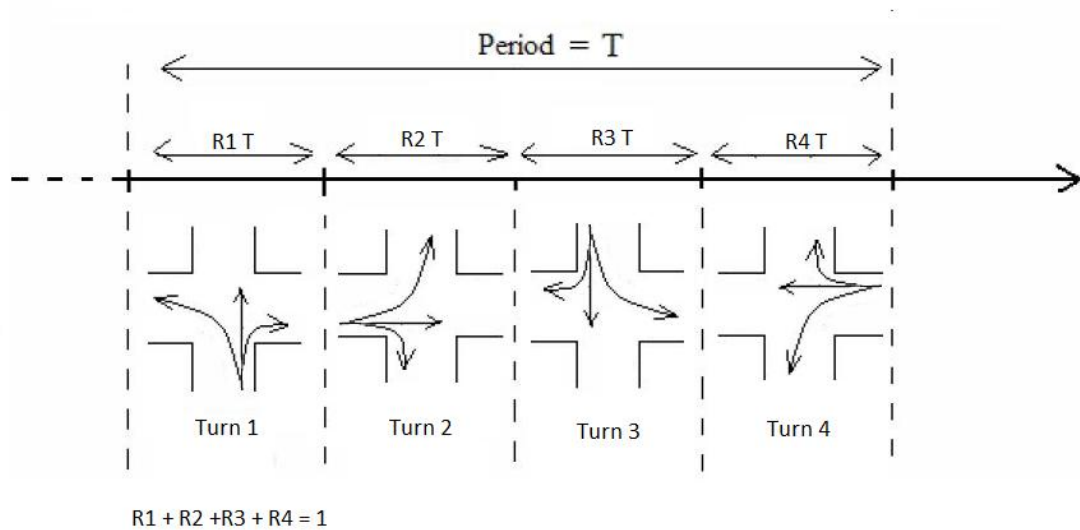 Period = T
R1 T R2 T R3 T R4 T
Turn 1 Turn 2 Turn 3 Turn 4
R1 + R2 +R3 + R4 = 1